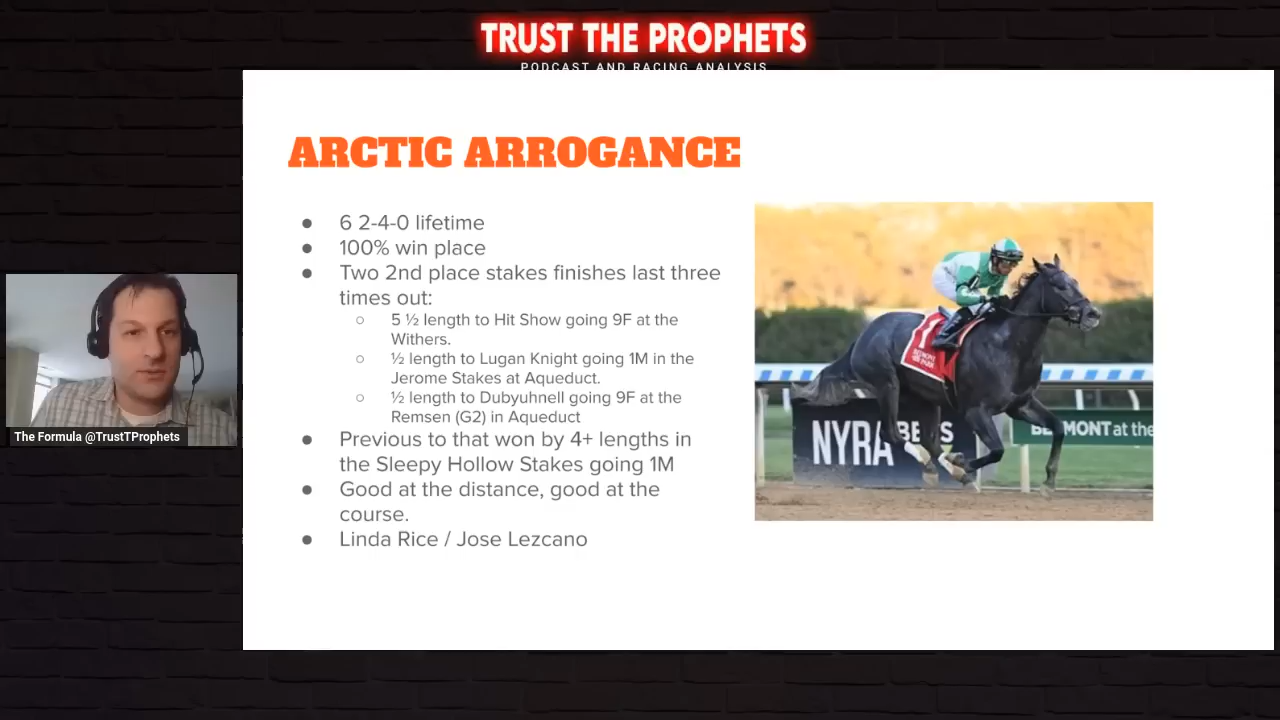 TRUST THE PROPHETS
PODCAST AND RACING ANALYSIS
ARCTIC ARROGANCE
● 6 2-4-0 lifetime
● 100% win place
● Two 2nd place stakes finishes last three
times out:
○ 5 ½ length to Hit Show going 9F at the
Withers.
○ ½ length to Lugan Knight going 1M in the
Jerome Stakes at Aqueduct.
○ ½ length to Dubyuhnell going 9F at the
Remsen (G2) in Aqueduct
● Previous to that won by 4+ lengths in
the Sleepy Hollow Stakes going 1M
● Good at the distance, good at the
course.
● Linda Rice / Jose Lezcano
1
BELMONT
PARK
NYRA BETS
BELMONT at the
The Formula @TrustTProphets